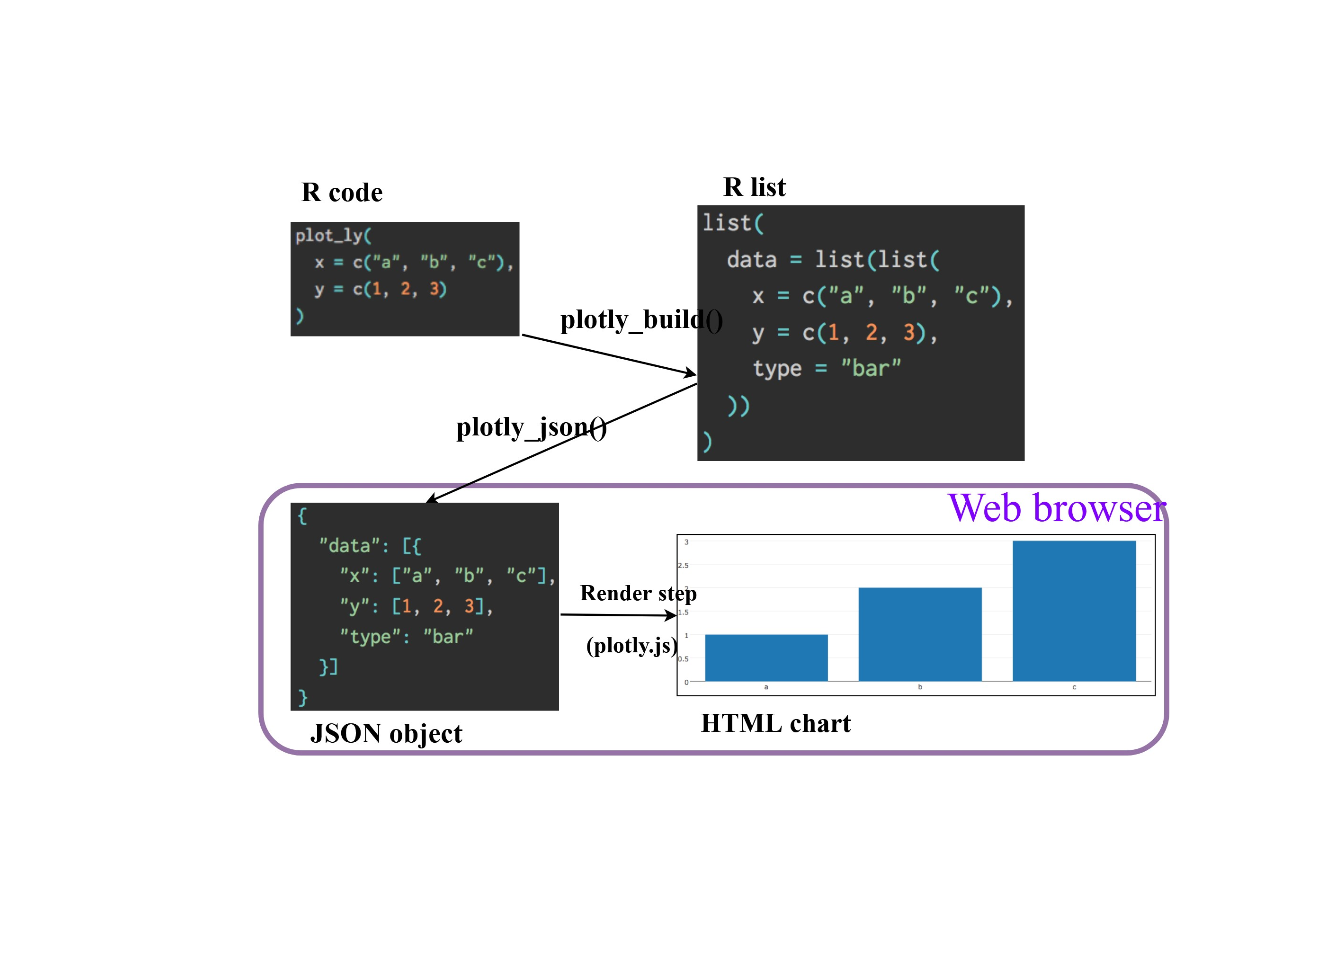 R code
plot_ly(
  x = c("a", "b", "c"),
  y = c(1, 2, 3)
)
plotly_build()
R list
list(
  data = list(list(
    x = c("a", "b", "c"),
    y = c(1, 2, 3),
    type = "bar"
  ))
)
plotly_json()
Web browser
{
  "data": [{
    "x": ["a", "b", "c"],
    "y": [1, 2, 3],
    "type": "bar"
  }]
}
JSON object
Render step
(plotly.js)
3
2.5
2
1.5
1
0.5
0
a b c
HTML chart